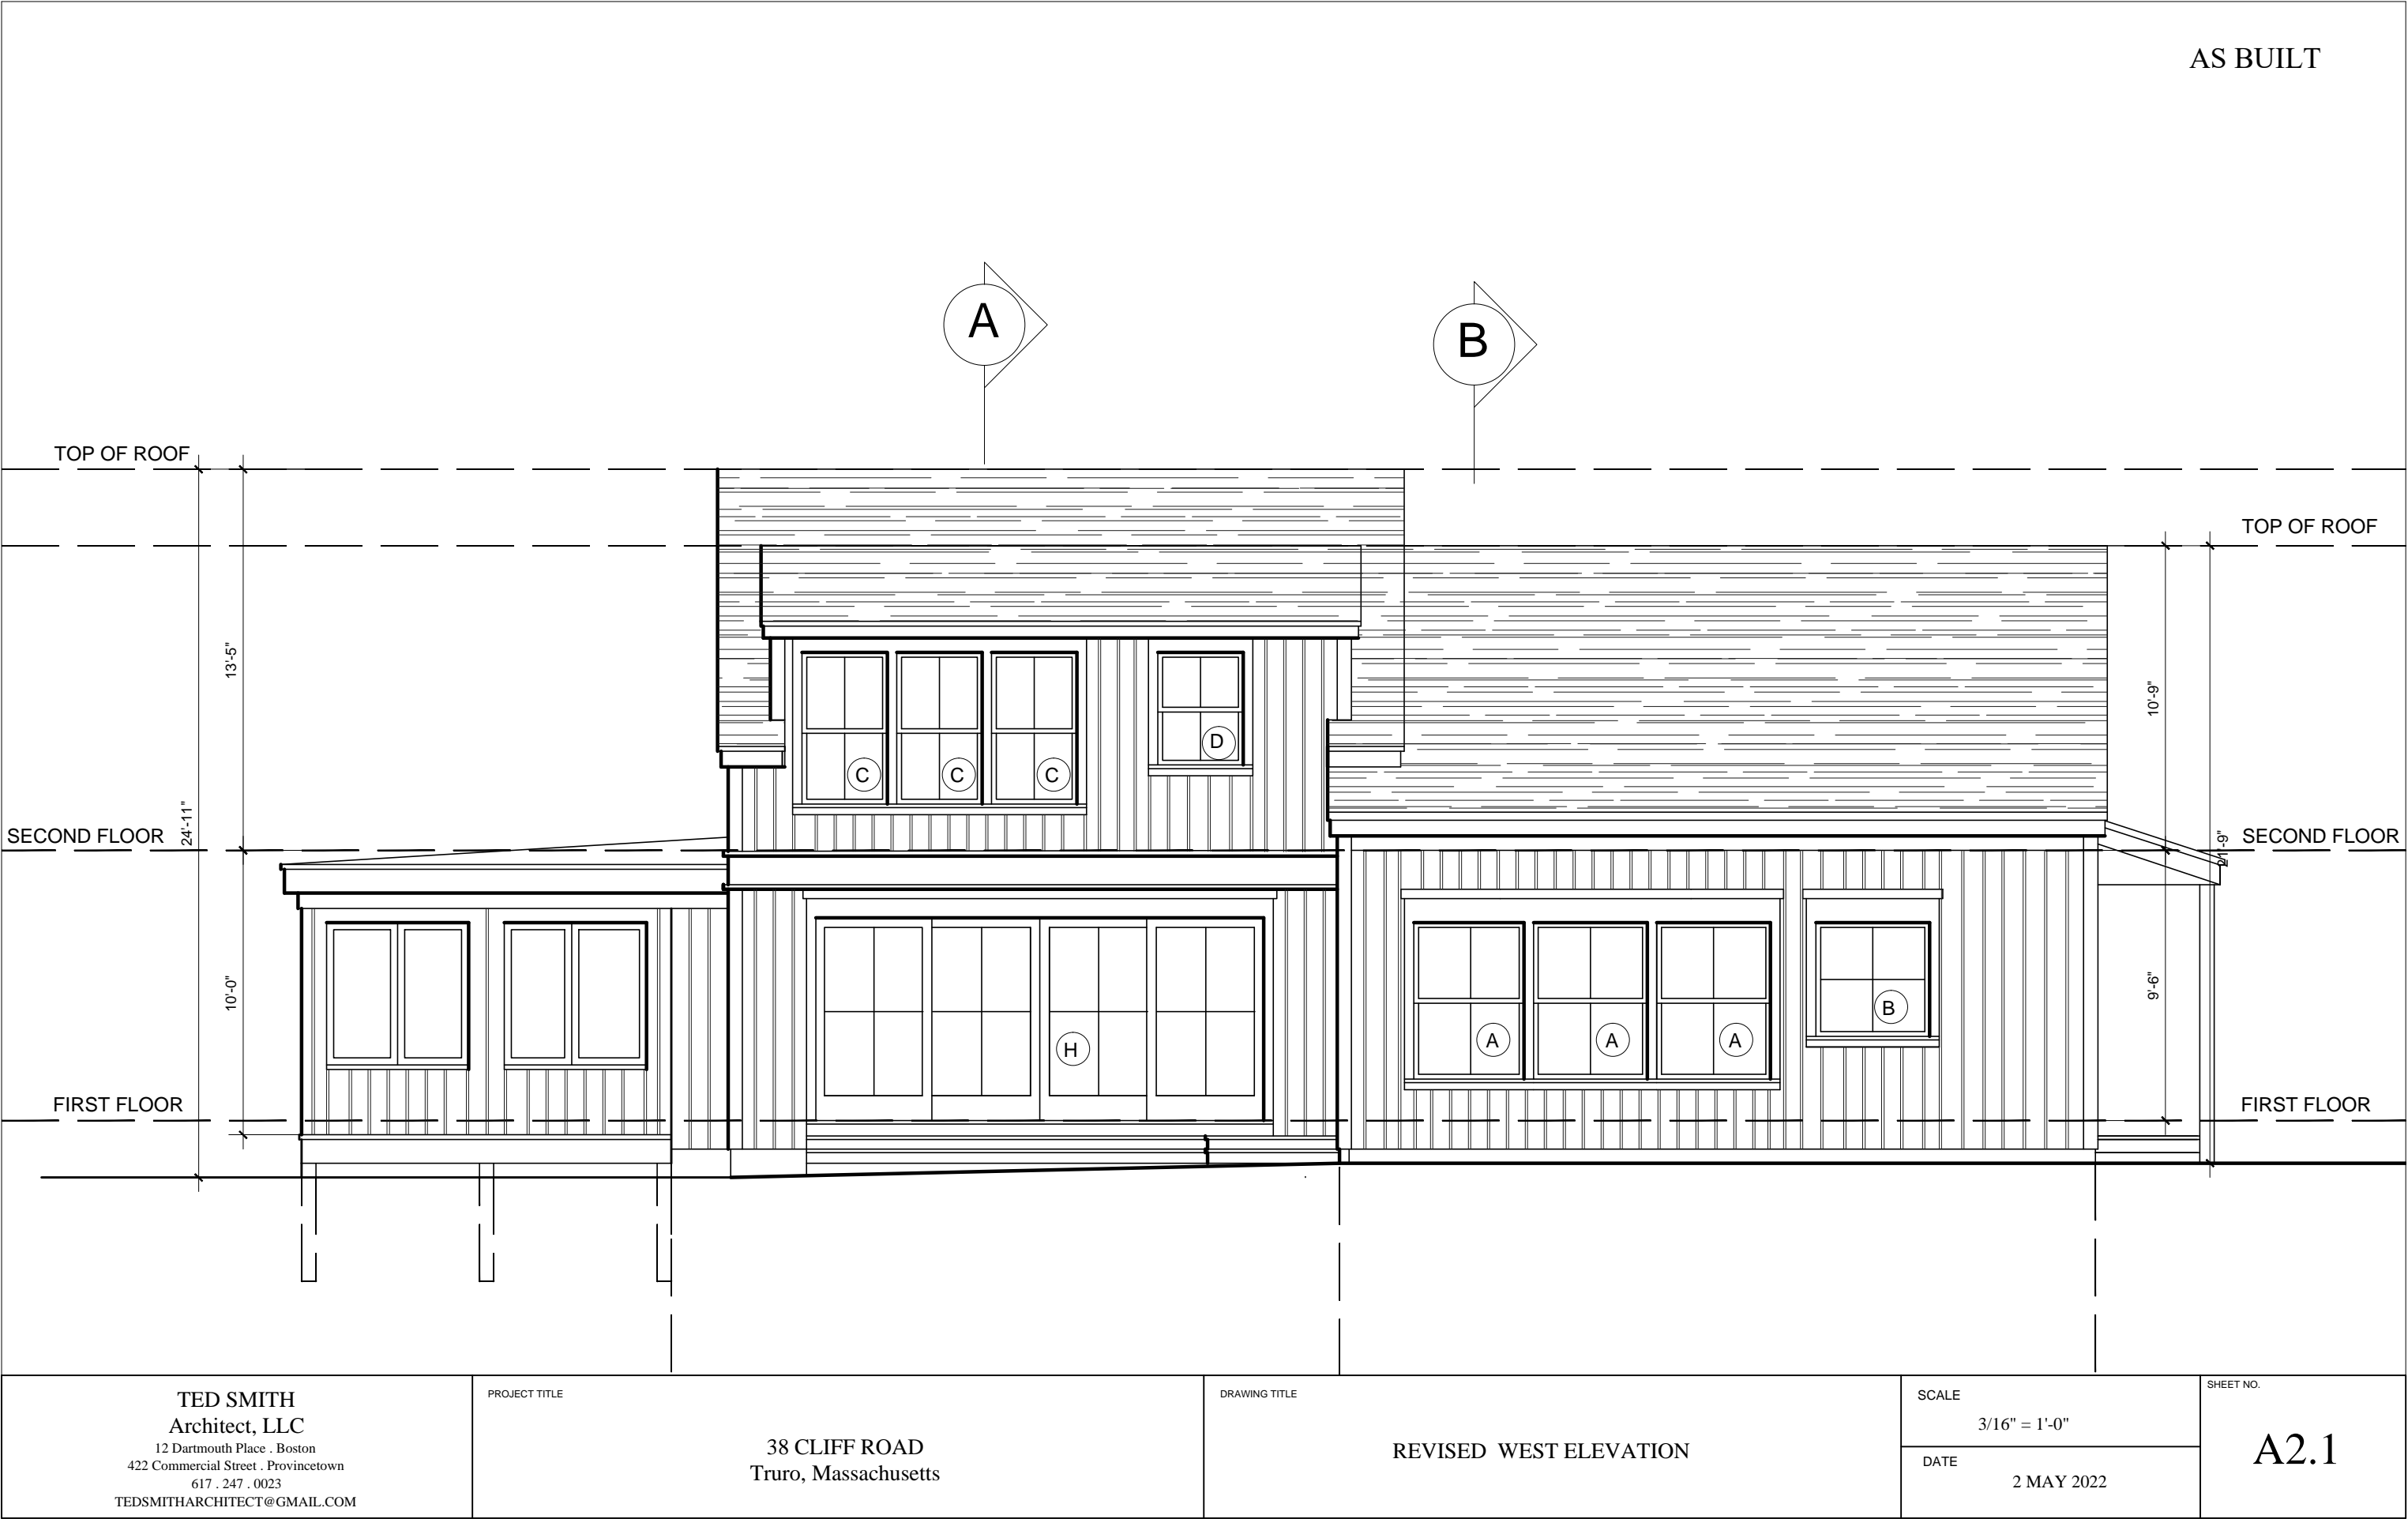 AS BUILT
A
B
TOP OF ROOF
TOP OF ROOF
13'-5"
10'-9"
C
C
C
D
24'-11"
21'-9"
SECOND FLOOR
SECOND FLOOR
10'-0"
9'-6"
H
A
A
A
B
FIRST FLOOR
FIRST FLOOR
TED SMITH
Architect, LLC
12 Dartmouth Place . Boston
422 Commercial Street . Provincetown
617 . 247 . 0023
TEDSMITHARCHITECT@GMAIL.COM
PROJECT TITLE
38 CLIFF ROAD
Truro, Massachusetts
DRAWING TITLE
REVISED WEST ELEVATION
SCALE
3/16" = 1'-0"
DATE
2 MAY 2022
SHEET NO.
A2.1